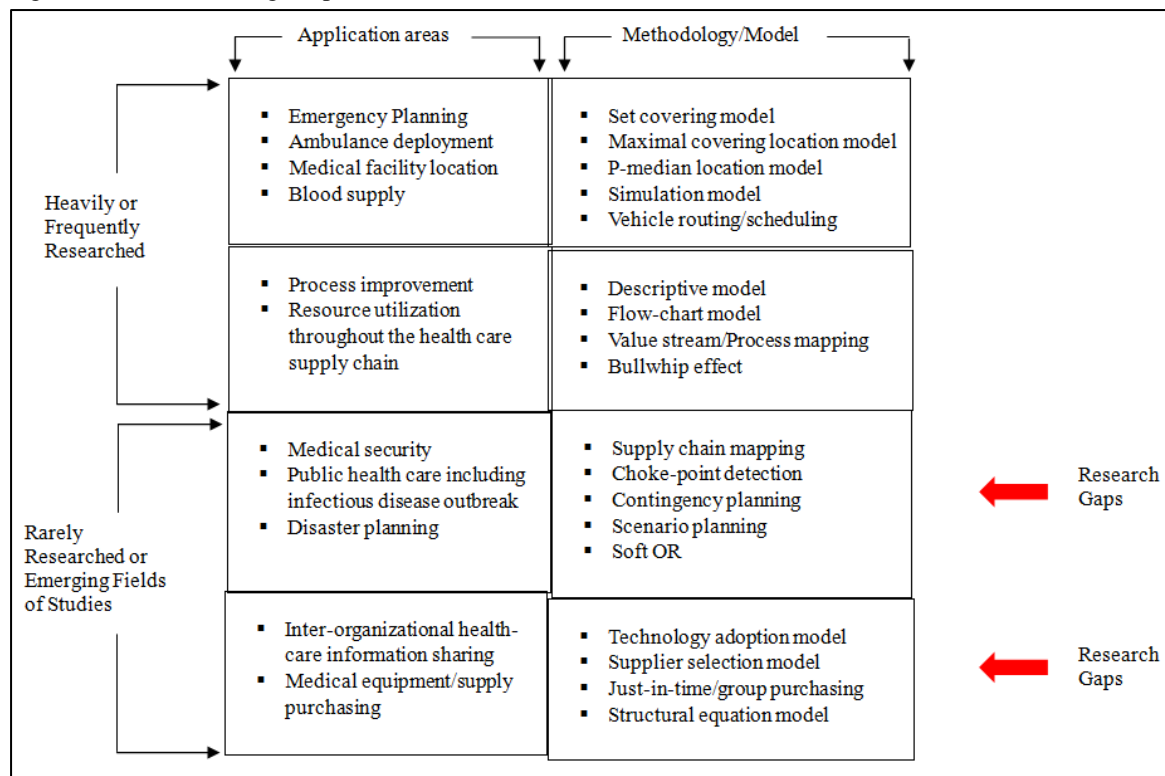 Application areas
Methodology/Model
Heavily or
Frequently
Researched
▪ Emergency Planning
▪ Ambulance deployment
▪ Medical facility location
▪ Blood supply
▪ Set covering model
▪ Maximal covering location model
▪ P-median location model
▪ Simulation model
▪ Vehicle routing/scheduling
▪ Process improvement
▪ Resource utilization
throughout the health care
supply chain
▪ Descriptive model
▪ Flow-chart model
▪ Value stream/Process mapping
▪ Bullwhip effect
Rarely
Researched or
Emerging Fields
of Studies
▪ Medical security
▪ Public health care including
infectious disease outbreak
▪ Disaster planning
▪ Supply chain mapping
▪ Choke-point detection
▪ Contingency planning
▪ Scenario planning
▪ Soft OR
Research
Gaps
▪ Inter-organizational health-
care information sharing
▪ Medical equipment/supply
purchasing
▪ Technology adoption model
▪ Supplier selection model
▪ Just-in-time/group purchasing
▪ Structural equation model
Research
Gaps